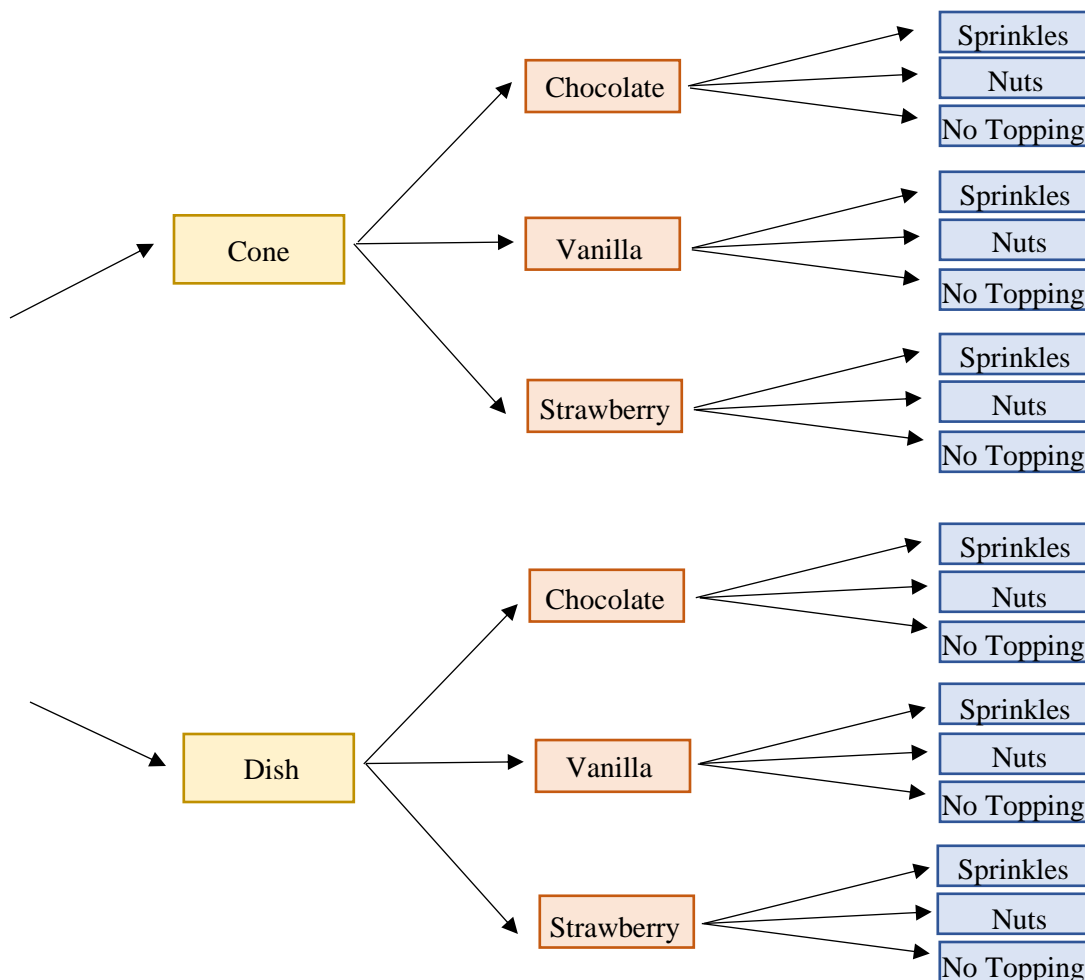 Sprinkles
Chocolate
Nuts
No Topping
Sprinkles
Cone
Vanilla
Nuts
No Topping
Sprinkles
Strawberry
Nuts
No Topping
Sprinkles
Chocolate
Nuts
No Topping
Sprinkles
Dish
Vanilla
Nuts
No Topping
Sprinkles
Strawberry
Nuts
No Topping